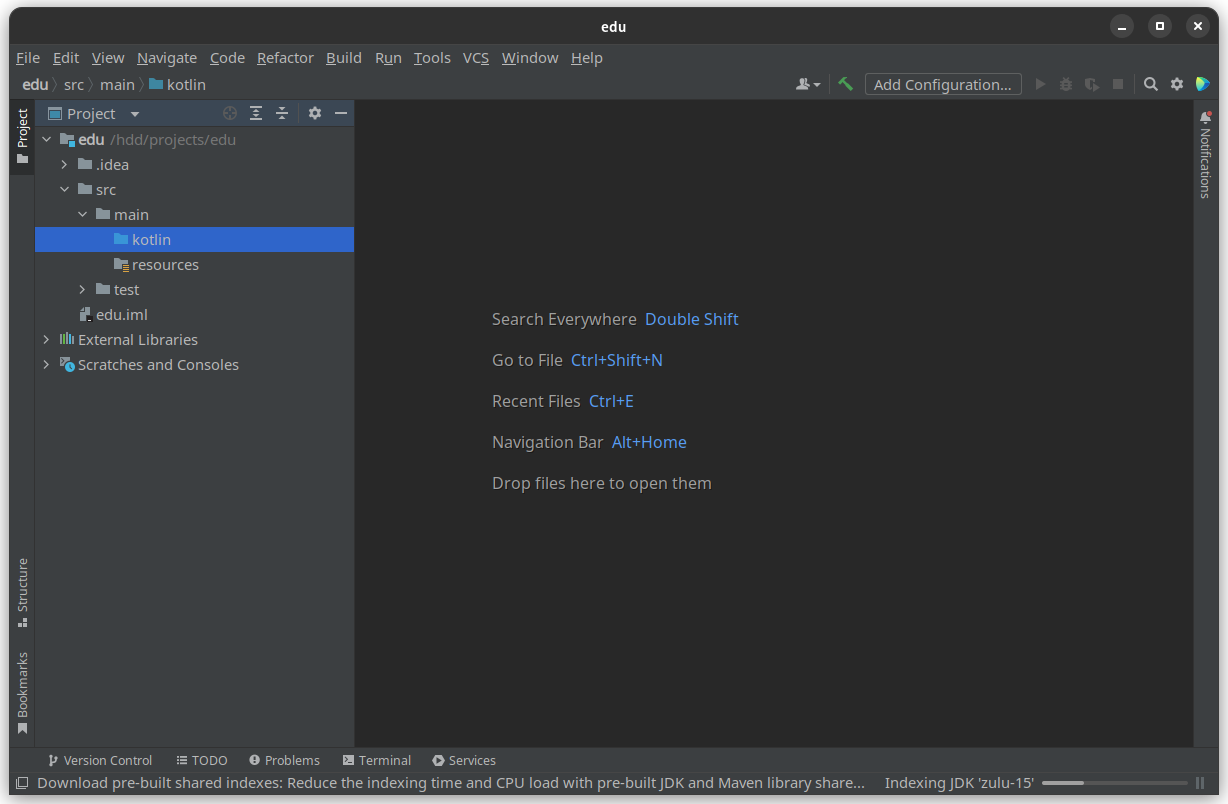 edu
File Edit View Navigate Code Refactor Build Run Tools VCS Window Help
edu src main kotlin
Add Configuration...
Project
Project
edu /hdd/projects/edu
.idea
src
main
kotlin
resources
test
edu.iml
External Libraries
Scratches and Consoles
Search Everywhere Double Shift
Go to File Ctrl+Shift+N
Recent Files Ctrl+E
Navigation Bar Alt+Home
Drop files here to open them
Notifications
Structure
Bookmarks
Version Control TODO Problems Terminal Services
Download pre-built shared indexes: Reduce the indexing time and CPU load with pre-built JDK and Maven library share... Indexing JDK 'zulu-15'